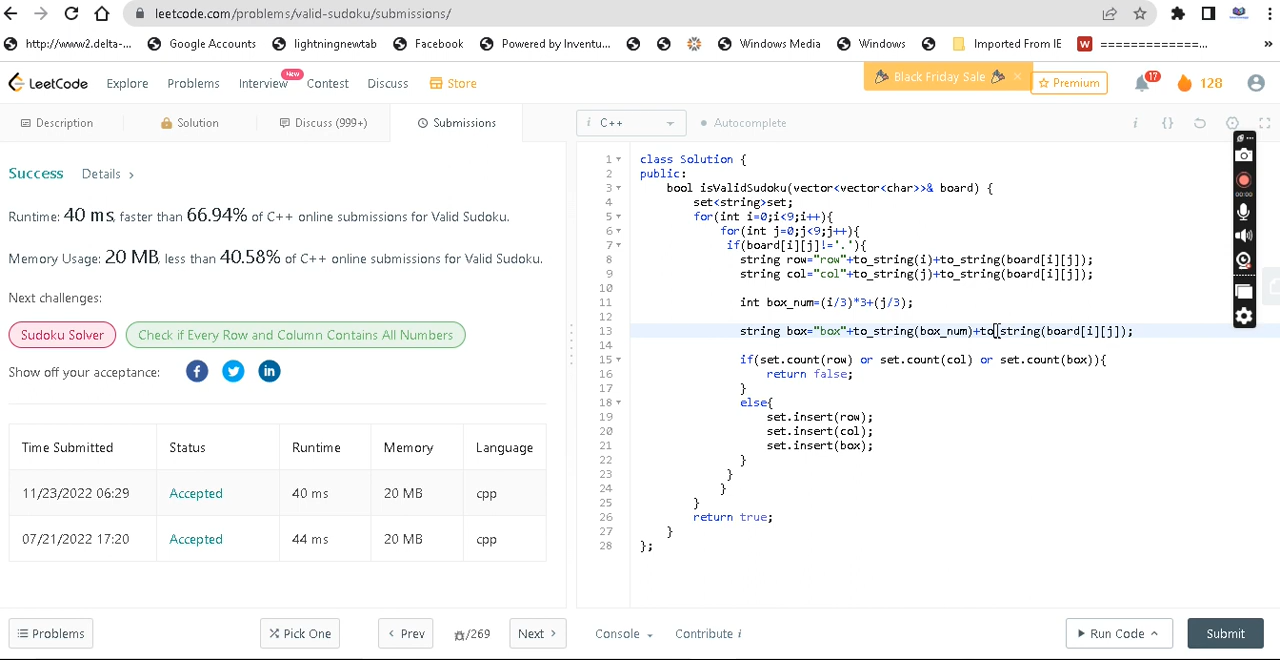 leetcode.com/problems/valid-sudoku/submissions/
http://www2.delta-... Google Accounts lightningnewtab Facebook Powered by Inventu... Windows Media Windows Imported From IE W ==============... »
LeetCode Explore Problems Interview New Contest Discuss Store Black Friday Sale × Premium 17 128
Description Solution Discuss (999+) Submissions
i C++ Autocomplete i {}
Success Details
Runtime: 40 ms, faster than 66.94% of C++ online submissions for Valid Sudoku.
Memory Usage: 20 MB, less than 40.58% of C++ online submissions for Valid Sudoku.
Next challenges:
Sudoku Solver Check if Every Row and Column Contains All Numbers
Show off your acceptance:
Time Submitted Status Runtime Memory Language
11/23/2022 06:29 Accepted 40 ms 20 MB cpp
07/21/2022 17:20 Accepted 44 ms 20 MB cpp
1 class Solution {
2 public:
3 bool isValidSudoku(vector<vector<char>>& board) {
4 set<string>set;
5 for(int i=0;i<9;i++){
6 for(int j=0;j<9;j++){
7 if(board[i][j]!='.'){
8 string row="row"+to_string(i)+to_string(board[i][j]);
9 string col="col"+to_string(j)+to_string(board[i][j]);
10
11 int box_num=(i/3)*3+(j/3);
12
13 string box="box"+to_string(box_num)+to_string(board[i][j]);
14
15 if(set.count(row) or set.count(col) or set.count(box)){
16 return false;
17 }
18 else{
19 set.insert(row);
20 set.insert(col);
21 set.insert(box);
22 }
23 }
24 }
25 }
26 return true;
27 }
28 };
00:00
Problems Pick One Prev /269 Next Console Contribute i Run Code Submit